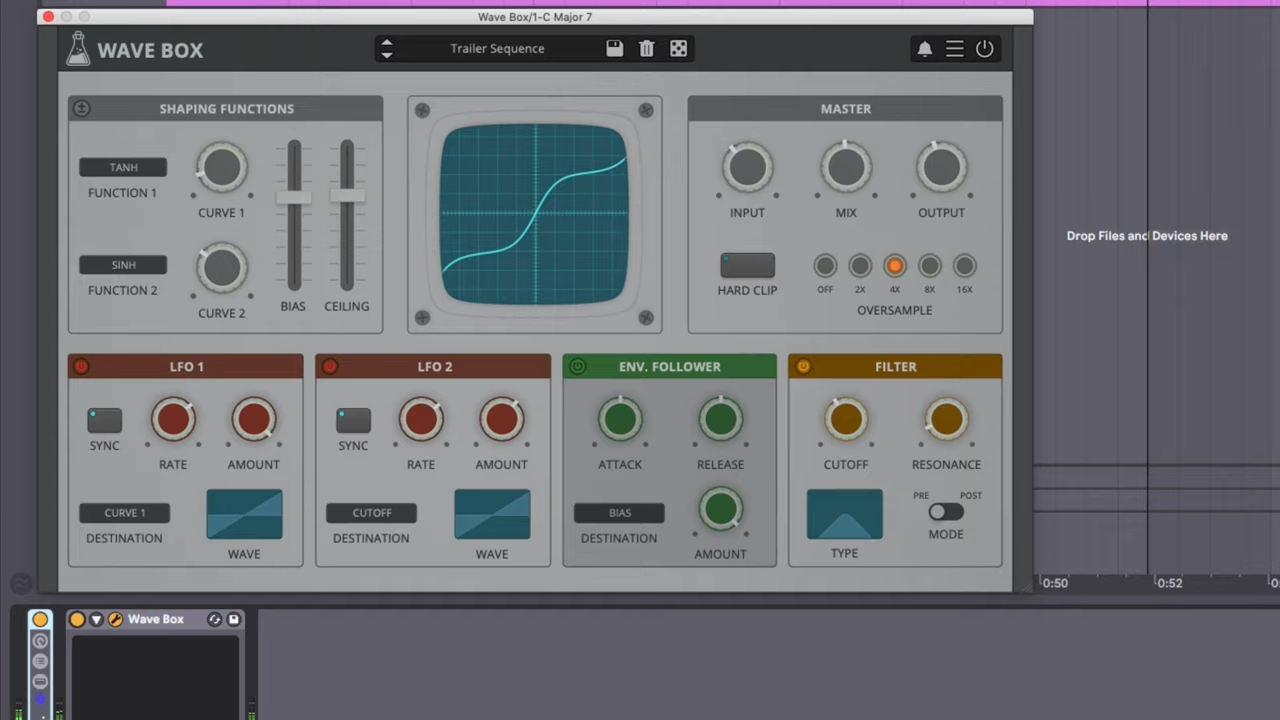 Wave Box/1-C Major 7
WAVE BOX
Trailer Sequence
SHAPING FUNCTIONS
TANH
FUNCTION 1
CURVE 1
SINH
FUNCTION 2
CURVE 2
BIAS
CEILING
MASTER
INPUT
MIX
OUTPUT
HARD CLIP
OFF
2X
4X
8X
16X
OVERSAMPLE
Drop Files and Devices Here
LFO 1
SYNC
RATE
AMOUNT
CURVE 1
DESTINATION
WAVE
LFO 2
SYNC
RATE
AMOUNT
CUTOFF
DESTINATION
WAVE
ENV. FOLLOWER
ATTACK
RELEASE
BIAS
DESTINATION
AMOUNT
FILTER
CUTOFF
RESONANCE
TYPE
PRE
POST
MODE
0:50
0:52
Wave Box